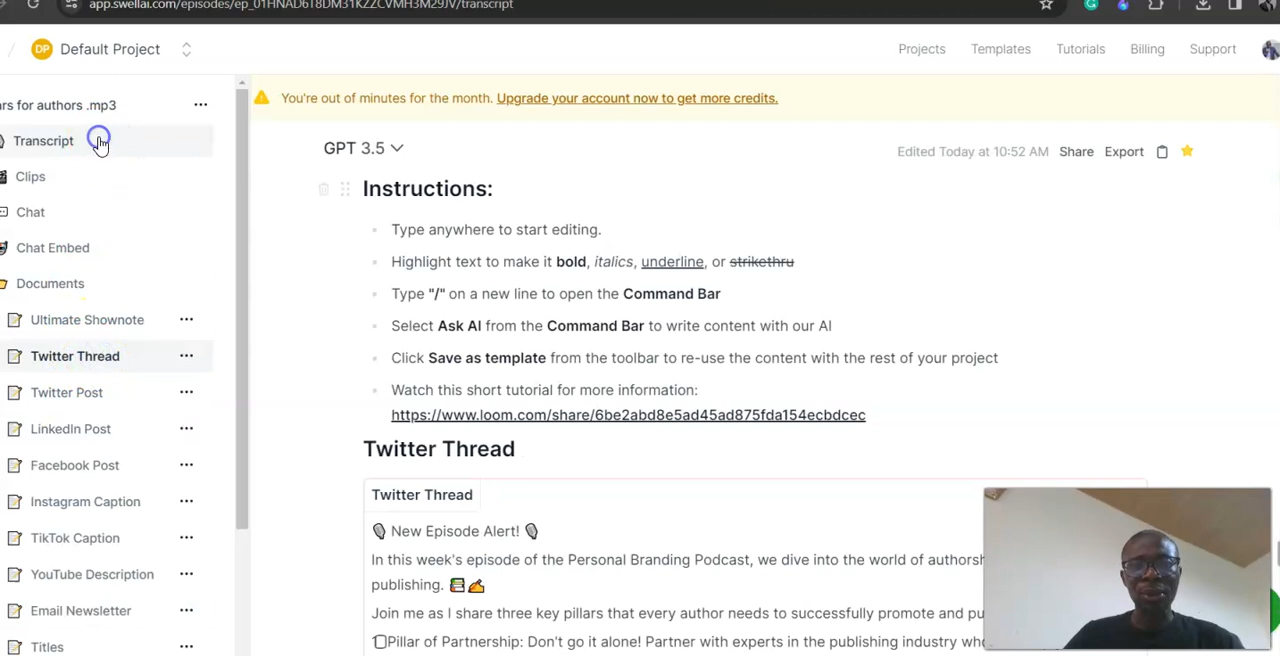 app.swellai.com/episodes/ep_01HNAD6T8DM31KZZCVMH3M29JV/transcript
DP Default Project
Projects Templates Tutorials Billing Support
rs for authors .mp3
You're out of minutes for the month. Upgrade your account now to get more credits.
Transcript
GPT 3.5
Edited Today at 10:52 AM Share Export
Clips
Instructions:
Chat
Type anywhere to start editing.
Chat Embed
Highlight text to make it bold, italics, underline, or strikethru
Documents
Type "/" on a new line to open the Command Bar
Ultimate Shownote
Select Ask AI from the Command Bar to write content with our AI
Twitter Thread
Click Save as template from the toolbar to re-use the content with the rest of your project
Twitter Post
Watch this short tutorial for more information:
https://www.loom.com/share/6be2abd8e5ad45ad875fda154ecbdcec
LinkedIn Post
Twitter Thread
Facebook Post
Twitter Thread
Instagram Caption
New Episode Alert!
TikTok Caption
In this week's episode of the Personal Branding Podcast, we dive into the world of authorsh
publishing.
YouTube Description
Join me as I share three key pillars that every author needs to successfully promote and pu
Email Newsletter
Pillar of Partnership: Don't go it alone! Partner with experts in the publishing industry who
Titles